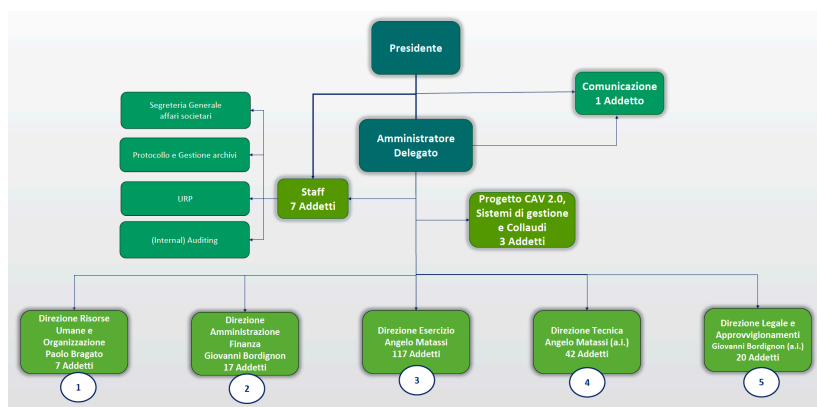 Presidente
Comunicazione
1 Addetto
Segreteria Generale
affari societari
Amministratore
Delegato
Protocollo e Gestione archivi
Staff
7 Addetti
URP
Progetto CAV 2.0,
Sistemi di gestione
e Collaudi
3 Addetti
(Internal) Auditing
Direzione Risorse
Umane e
Organizzazione
Paolo Bragato
7 Addetti
1
Direzione
Amministrazione
Finanza
Giovanni Bordignon
17 Addetti
2
Direzione Esercizio
Angelo Matassi
117 Addetti
3
Direzione Tecnica
Angelo Matassi (a.i.)
42 Addetti
4
Direzione Legale e
Approvvigionamenti
Giovanni Bordignon (a.i.)
20 Addetti
5